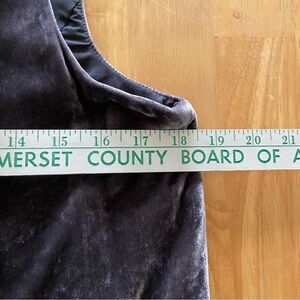 14 15 16 17 18 19 20 21
MERSET COUNTY BOARD OF A